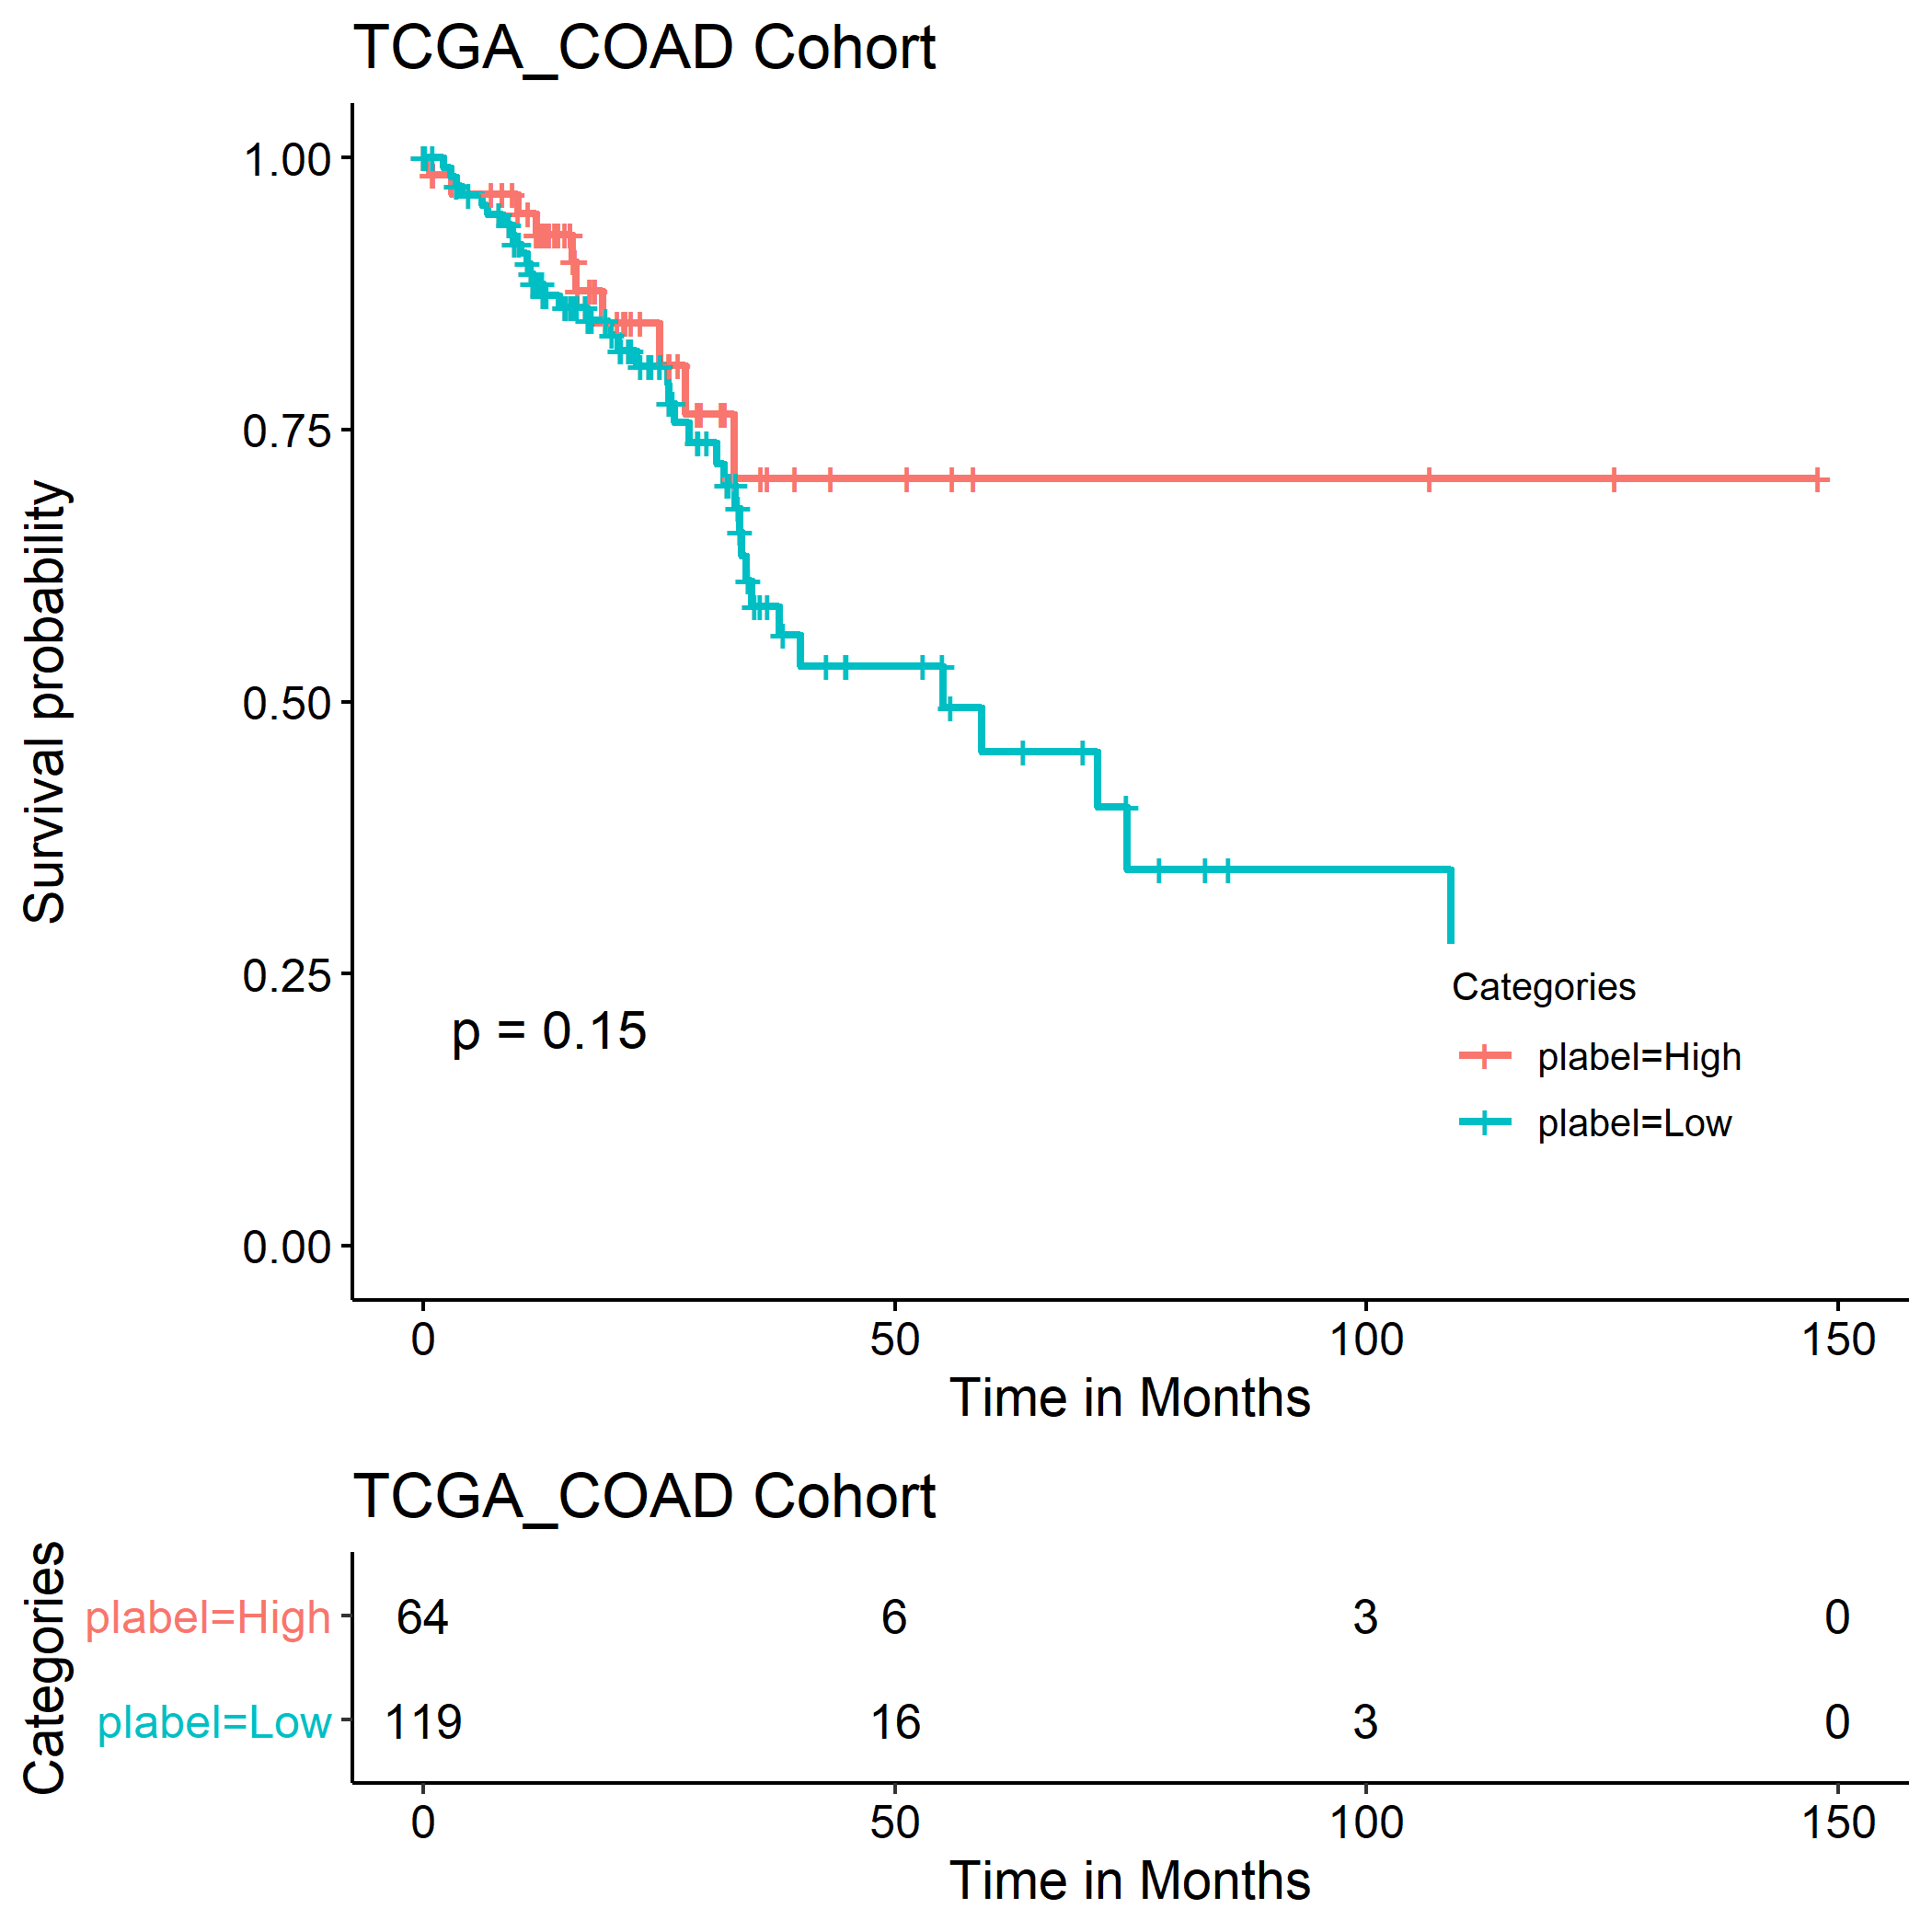 TCGA_COAD Cohort
Survival probability
1.00
0.75
0.50
0.25
0.00
p = 0.15
Categories
plabel=High
plabel=Low
0 50 100 150
Time in Months
TCGA_COAD Cohort
Categories
plabel=High 64 6 3 0
plabel=Low 119 16 3 0
0 50 100 150
Time in Months